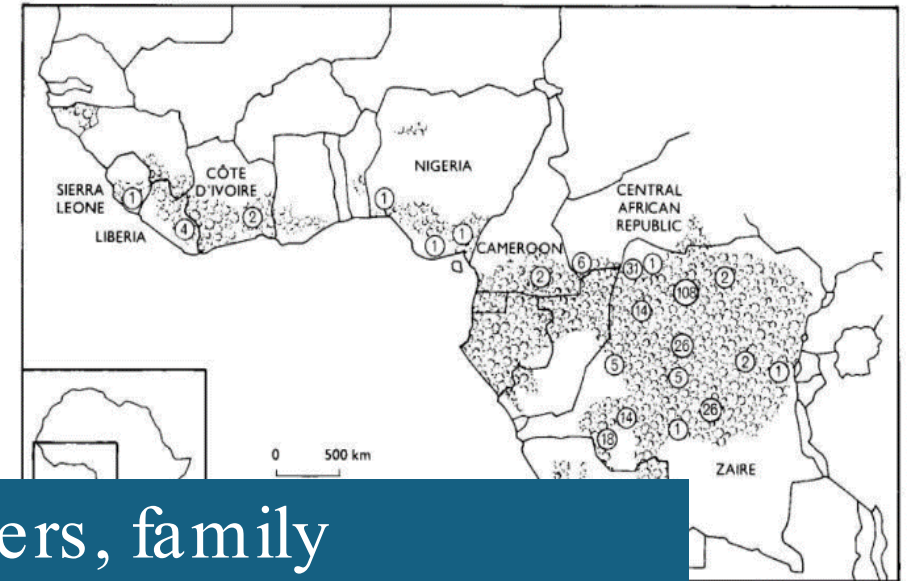 NIGERIA
CÔTE
D'IVOIRE
SIERRA
LEONE
CENTRAL
AFRICAN
REPUBLIC
1
1
4
2
LIBERIA
1
1
CAMEROON
6
31
1
2
2
108
14
26
5
2
1
5
14
26
1
18
0 500 km
ZAIRE
ers, family